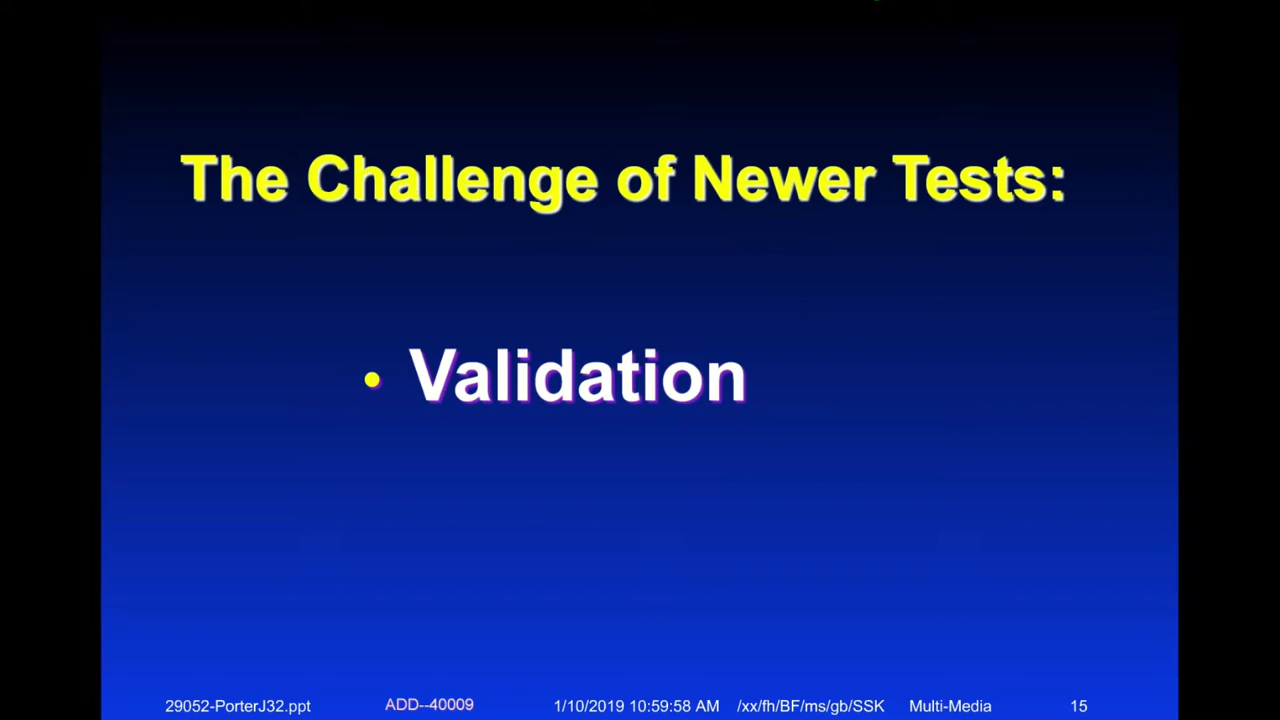 The Challenge of Newer Tests:
• Validation
29052-PorterJ32.ppt ADD--40009 1/10/2019 10:59:58 AM /xx/fh/BF/ms/gb/SSK Multi-Media 15